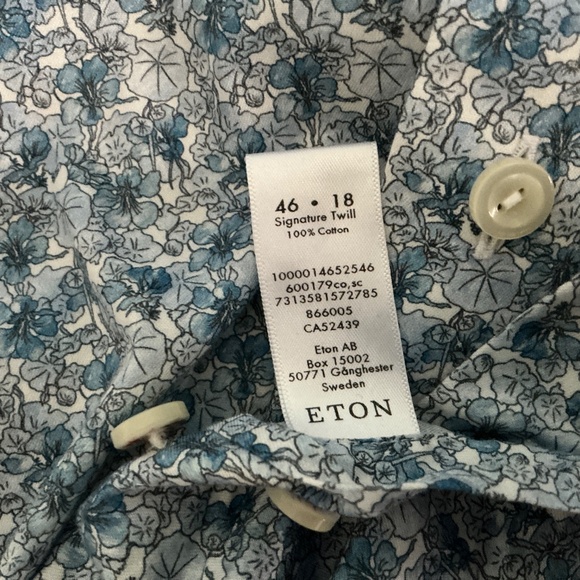 46 • 18
Signature Twill
100% Cotton
1000014652546
600179co,sc
7313581572785
866005
CA52439
Eton AB
Box 15002
50771 Gånghester
Sweden
ETON